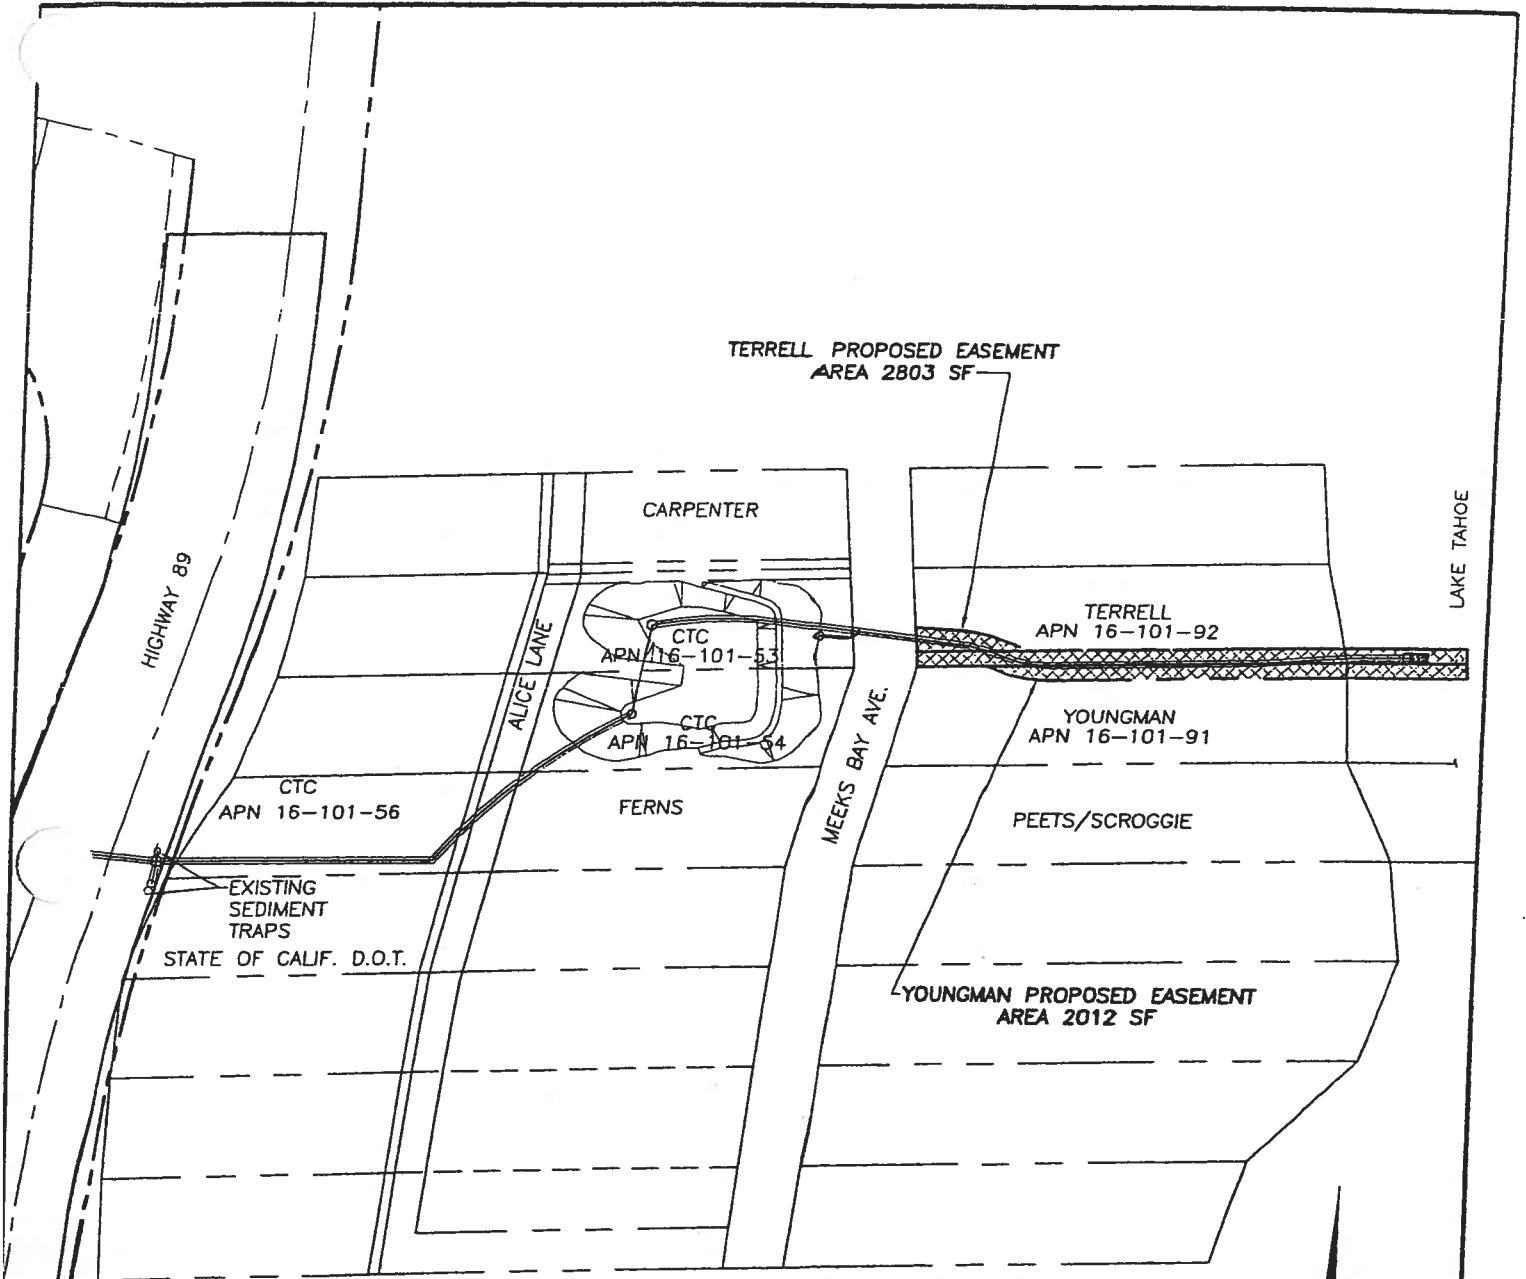 TERRELL PROPOSED EASEMENT
AREA 2803 SF
CARPENTER
LAKE TAHOE
HIGHWAY 89
TERRELL
APN 16-101-92
ALICE LANE
CTC
APN 16-101-53
MEEKS BAY AVE.
YOUNGMAN
APN 16-101-91
CTC
APN 16-101-54
CTC
APN 16-101-56
FERNS
PEETS/SCROGGIE
EXISTING
SEDIMENT
TRAPS
STATE OF CALIF. D.O.T.
YOUNGMAN PROPOSED EASEMENT
AREA 2012 SF